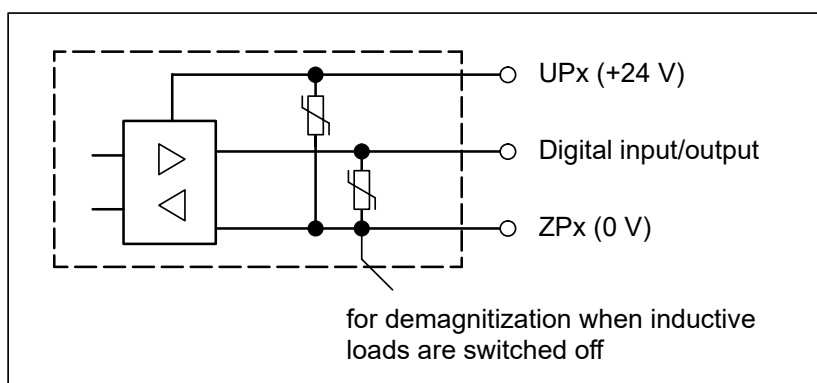 UPx (+24 V)
Digital input/output
ZPx (0 V)
for demagnitization when inductive
loads are switched off